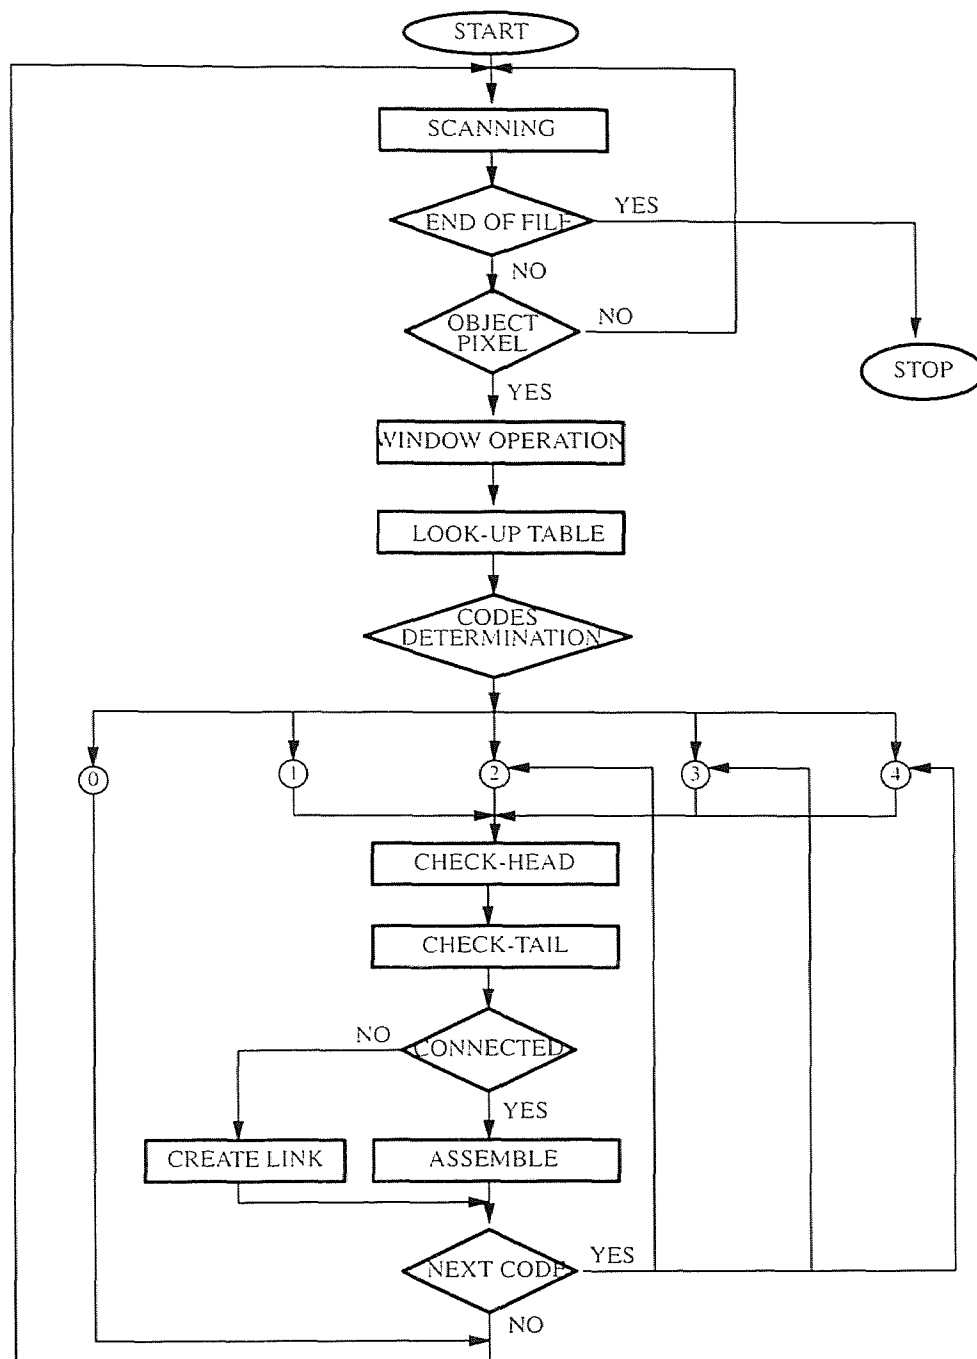 START
SCANNING
END OF FILE
YES
NO
OBJECT
PIXEL
NO
STOP
YES
WINDOW OPERATION
LOOK-UP TABLE
CODES
DETERMINATION
0
1
2
3
4
CHECK-HEAD
CHECK-TAIL
NO
CONNECTED
YES
CREATE LINK
ASSEMBLE
NEXT CODE
YES
NO